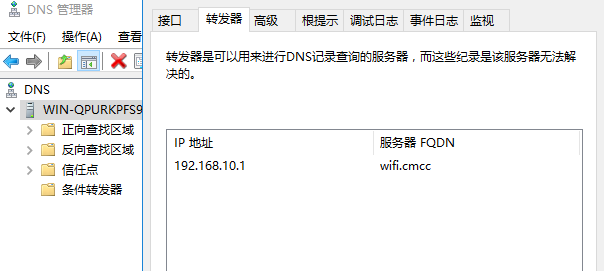 DNS 管理器
文件(F) 操作(A) 查看
DNS
WIN-QPURKPFS9
正向查找区域
反向查找区域
信任点
条件转发器
接口 转发器 高级 根提示 调试日志 事件日志 监视
转发器是可以用来进行DNS记录查询的服务器，而这些纪录是该服务器无法解
决的。
IP 地址 服务器 FQDN
192.168.10.1 wifi.cmcc